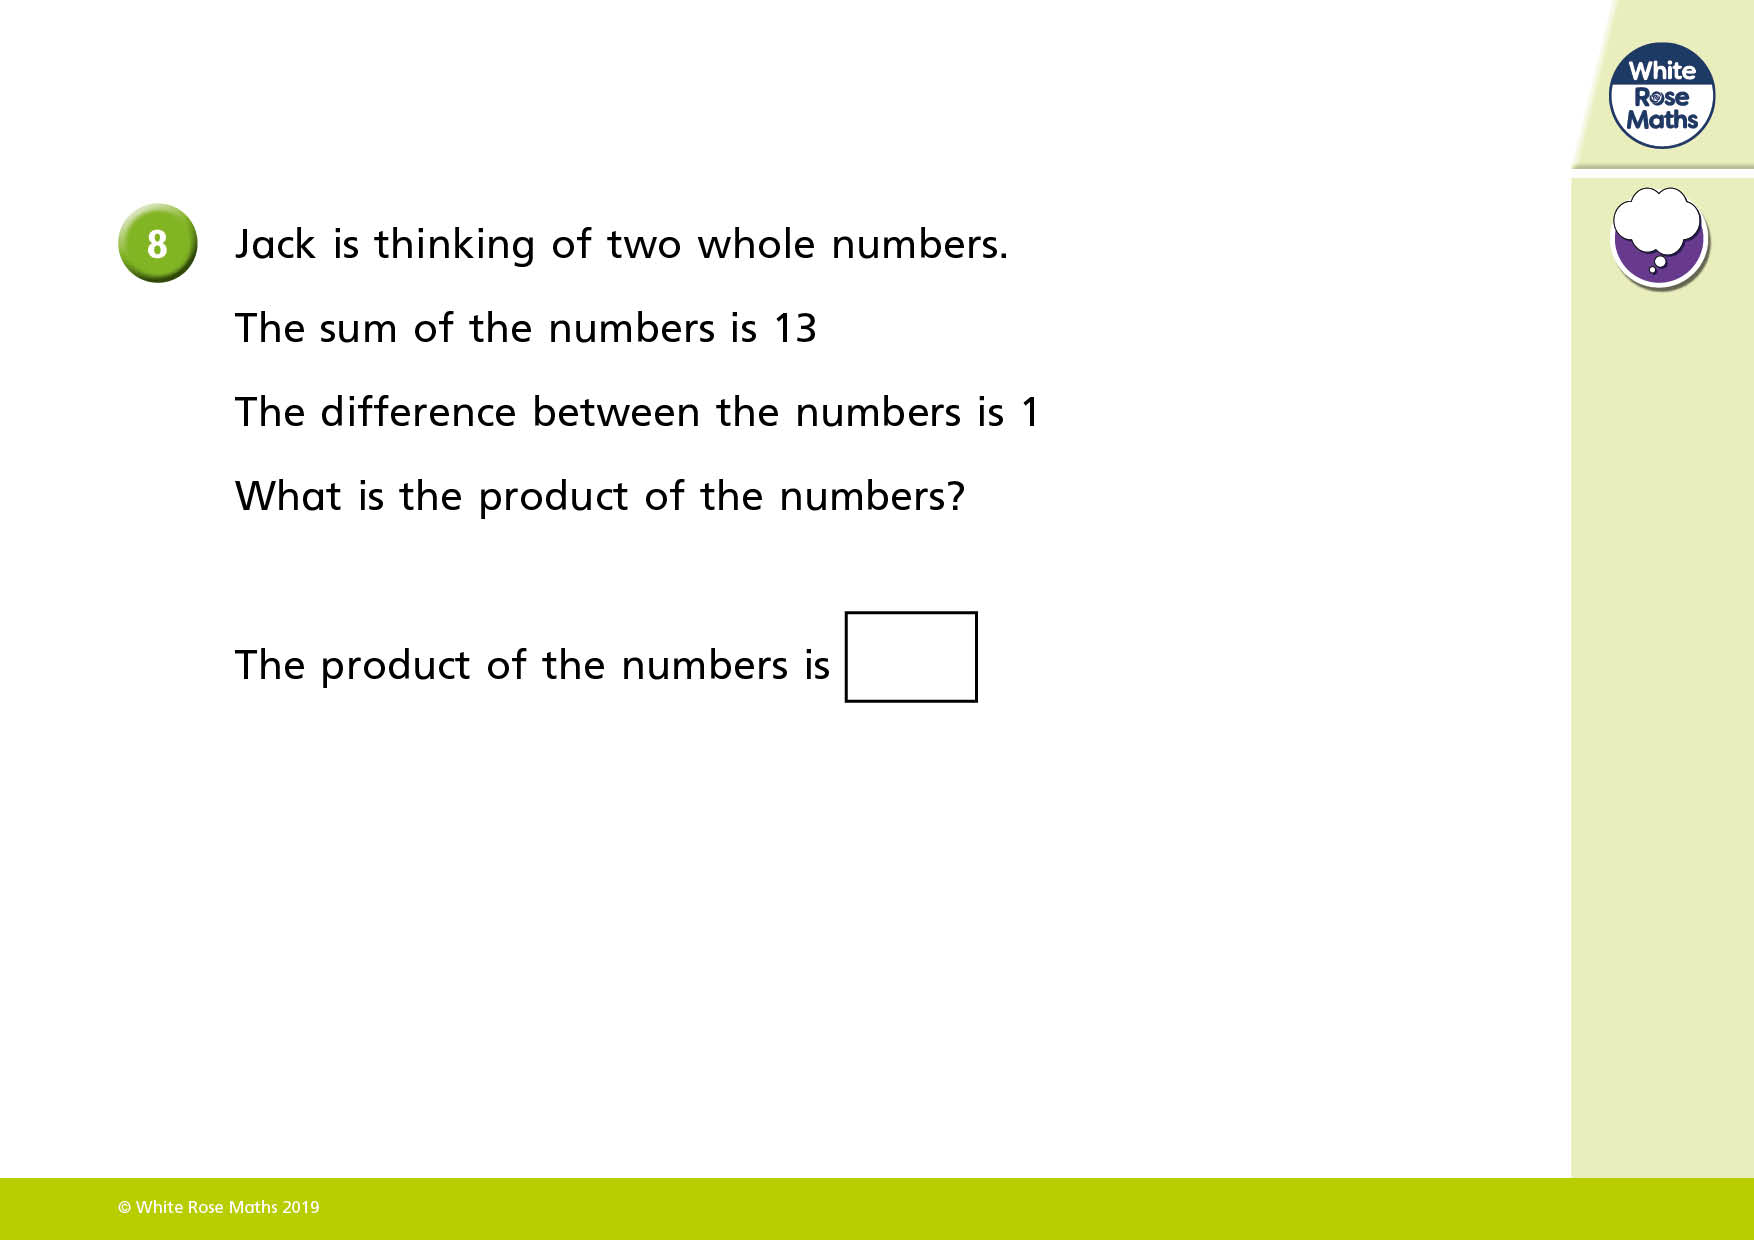 White
Rose
Maths
8 Jack is thinking of two whole numbers.
The sum of the numbers is 13
The difference between the numbers is 1
What is the product of the numbers?
The product of the numbers is
© White Rose Maths 2019